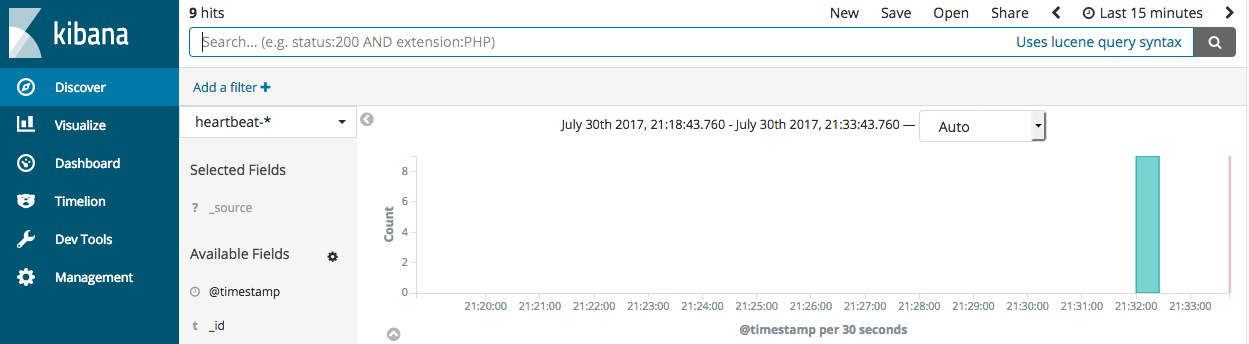 kibana
Discover
Visualize
Dashboard
Timelion
Dev Tools
Management
9 hits
New Save Open Share Last 15 minutes
Search... (e.g. status:200 AND extension:PHP) Uses lucene query syntax
Add a filter +
heartbeat-*
Selected Fields
? _source
Available Fields
@timestamp
t _id
July 30th 2017, 21:18:43.760 - July 30th 2017, 21:33:43.760 — Auto
Count
8
6
4
2
0
21:20:00 21:21:00 21:22:00 21:23:00 21:24:00 21:25:00 21:26:00 21:27:00 21:28:00 21:29:00 21:30:00 21:31:00 21:32:00 21:33:00
@timestamp per 30 seconds